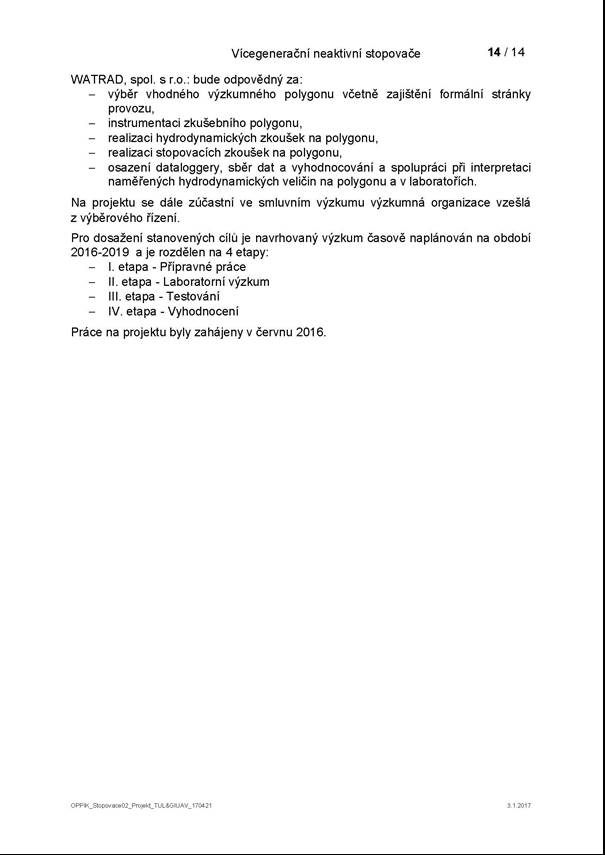 Vícegenerační neaktivní stopovače 14 / 14
WATRAD, spol. s r.o.: bude odpovědný za:
– výběr vhodného výzkumného polygonu včetně zajištění formální stránky
provozu,
– instrumentaci zkušebního polygonu,
– realizaci hydrodynamických zkoušek na polygonu,
– realizaci stopovacích zkoušek na polygonu,
– osazení dataloggery, sběr dat a vyhodnocování a spolupráci při interpretaci
naměřených hydrodynamických veličin na polygonu a v laboratořích.
Na projektu se dále zúčastní ve smluvním výzkumu výzkumná organizace vzešlá
z výběrového řízení.
Pro dosažení stanovených cílů je navrhovaný výzkum časově naplánován na období
2016-2019 a je rozdělen na 4 etapy:
– I. etapa - Přípravné práce
– II. etapa - Laboratorní výzkum
– III. etapa - Testování
– IV. etapa - Vyhodnocení
Práce na projektu byly zahájeny v červnu 2016.
OPPIK_Stopovace02_Projekt_TUL&GIUAV_170421 3.1.2017